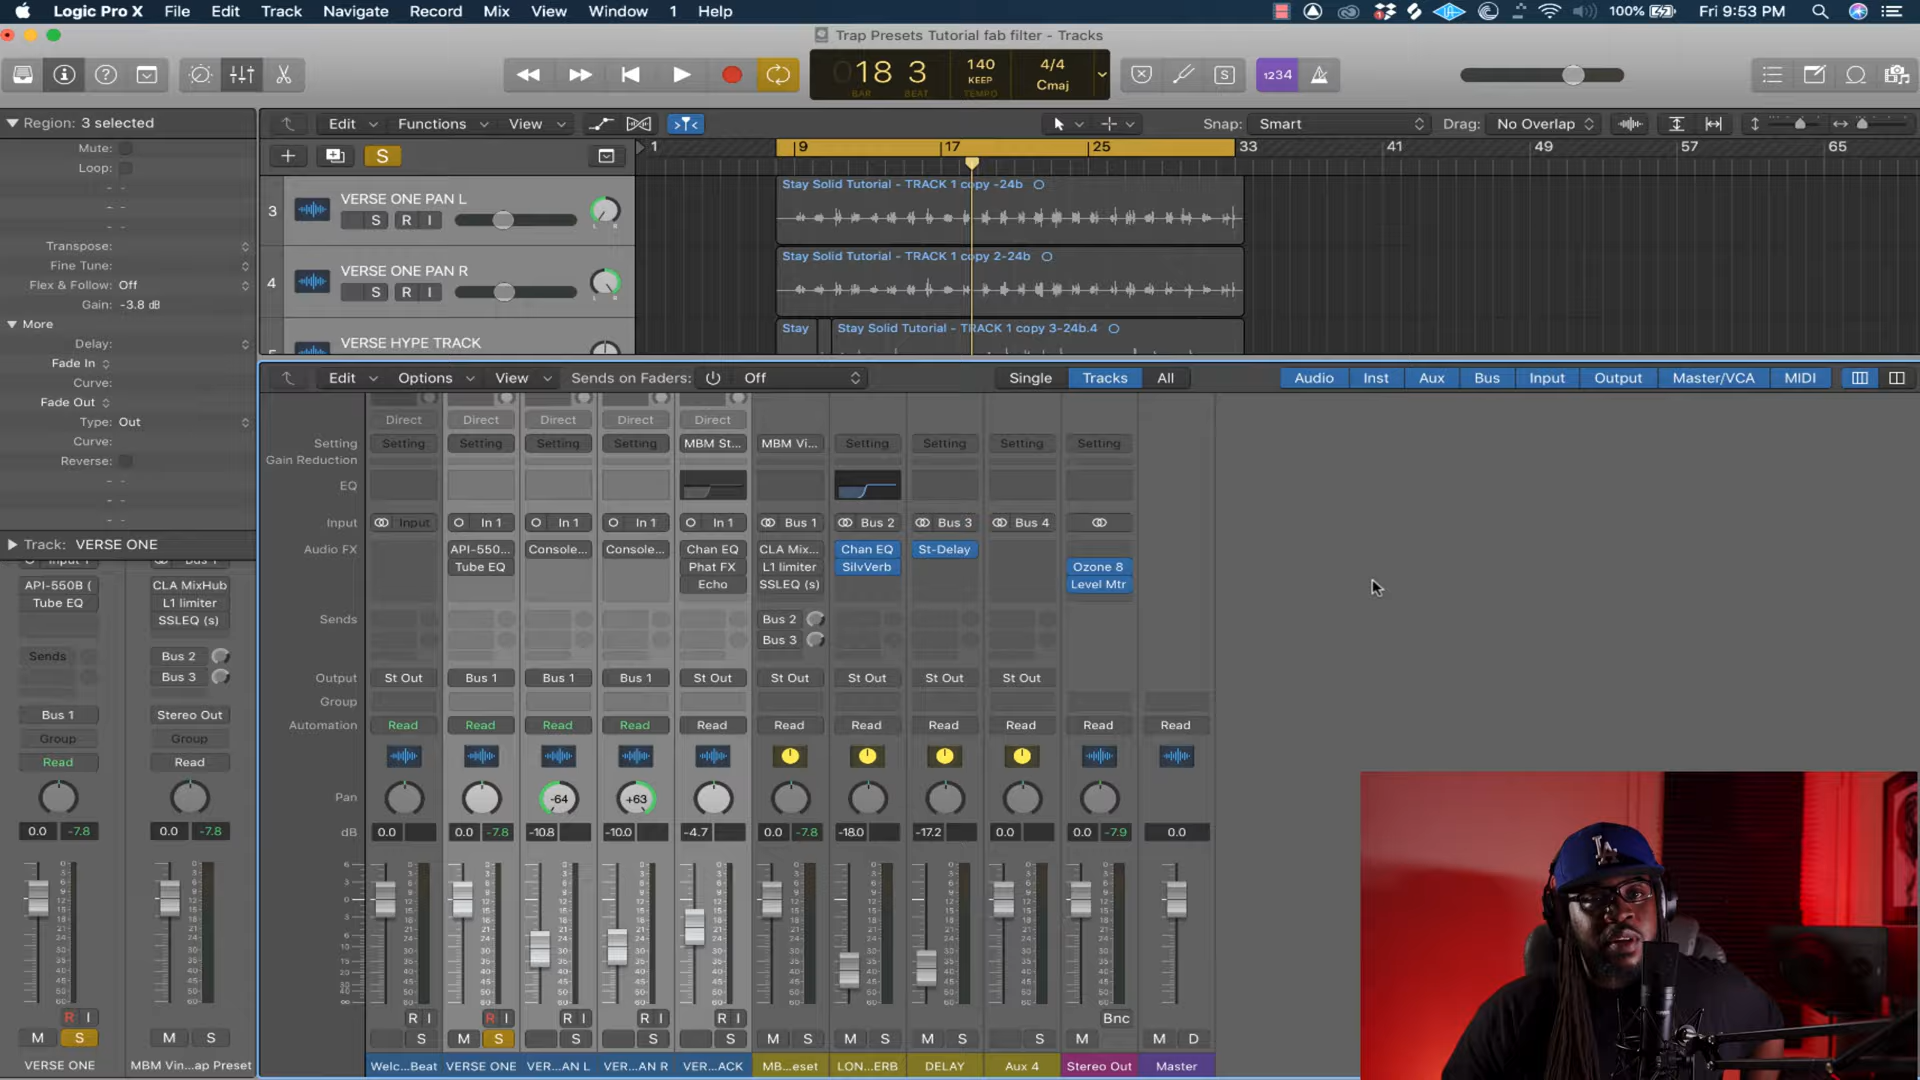 Logic Pro X File Edit Track Navigate Record Mix View Window 1 Help 100% Fri 9:53 PM
Trap Presets Tutorial fab filter - Tracks
18 3 140 KEEP TEMPO 4/4 Cmaj
BAR BEAT
S 1234
Region: 3 selected
Edit Functions View Snap: Smart Drag: No Overlap
Mute:
Loop:
Transpose:
Fine Tune:
Flex & Follow: Off
Gain: -3.8 dB
More
Delay:
Fade In
Curve:
Fade Out
Type: Out
Curve:
Reverse:
S
1 9 17 25 33 41 49 57 65
3 VERSE ONE PAN L
S R I
L R
Stay Solid Tutorial - TRACK 1 copy -24b
4 VERSE ONE PAN R
S R I
L R
Stay Solid Tutorial - TRACK 1 copy 2-24b
VERSE HYPE TRACK
Stay
Stay Solid Tutorial - TRACK 1 copy 3-24b.4
Edit Options View Sends on Faders: Off Single Tracks All Audio Inst Aux Bus Input Output Master/VCA MIDI
Direct Direct Direct Direct Direct
Setting Setting Setting Setting Setting MBM St... MBM Vi... Setting Setting Setting Setting
Gain Reduction
EQ
Input Input In 1 In 1 In 1 In 1 Bus 1 Bus 2 Bus 3 Bus 4
Audio FX API-550... Console... Console... Chan EQ CLA Mix... Chan EQ St-Delay
Tube EQ Phat FX L1 limiter SilvVerb Ozone 8
Echo SSLEQ (s) Level Mtr
Sends Bus 2
Bus 3
Output St Out Bus 1 Bus 1 Bus 1 St Out St Out St Out St Out St Out
Group
Automation Read Read Read Read Read Read Read Read Read Read Read
Pan -64 +63
dB 0.0 0.0 -7.8 -10.8 -10.0 -4.7 0.0 -7.8 -18.0 -17.2 0.0 0.0 -7.9 0.0
R I R I R I R I R I Bnc
S M S S S S M S M S M S S M M D
Welc...Beat VERSE ONE VER...AN L VER...AN R VER...ACK MB...eset LON...ERB DELAY Aux 4 Stereo Out Master
Track: VERSE ONE
API-550B ( CLA MixHub
Tube EQ L1 limiter
SSLEQ (s)
Sends Bus 2
Bus 3
Bus 1 Stereo Out
Group Group
Read Read
0.0 -7.8 0.0 -7.8
R I
M S M S
VERSE ONE MBM Vin...ap Preset
LA